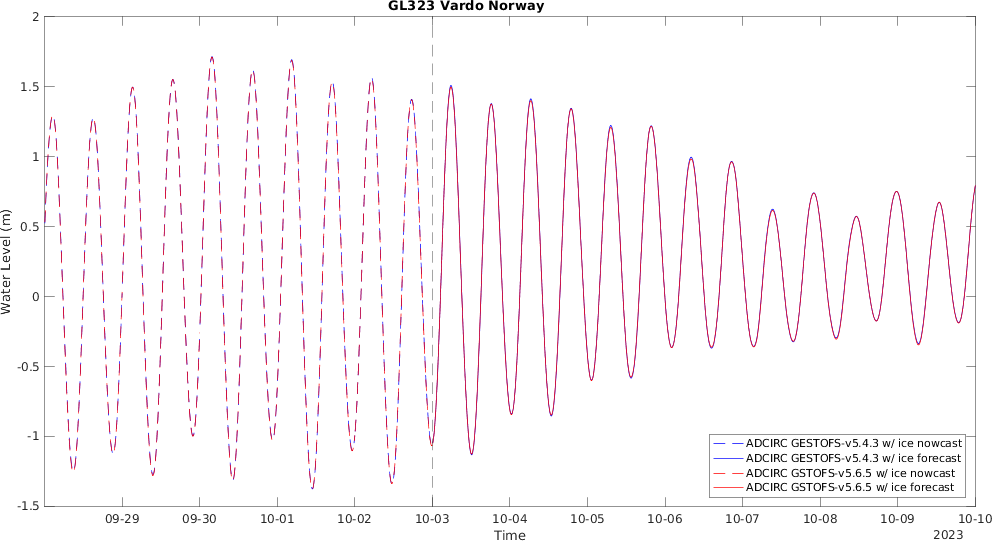 GL323 Vardo Norway
2
1.5
1
0.5
0
-0.5
-1
-1.5
Water Level (m)
ADCIRC GESTOFS-v5.4.3 w/ ice nowcast
ADCIRC GESTOFS-v5.4.3 w/ ice forecast
ADCIRC GSTOFS-v5.6.5 w/ ice nowcast
ADCIRC GSTOFS-v5.6.5 w/ ice forecast
09-29 09-30 10-01 10-02 10-03 10-04 10-05 10-06 10-07 10-08 10-09 10-10
Time
2023